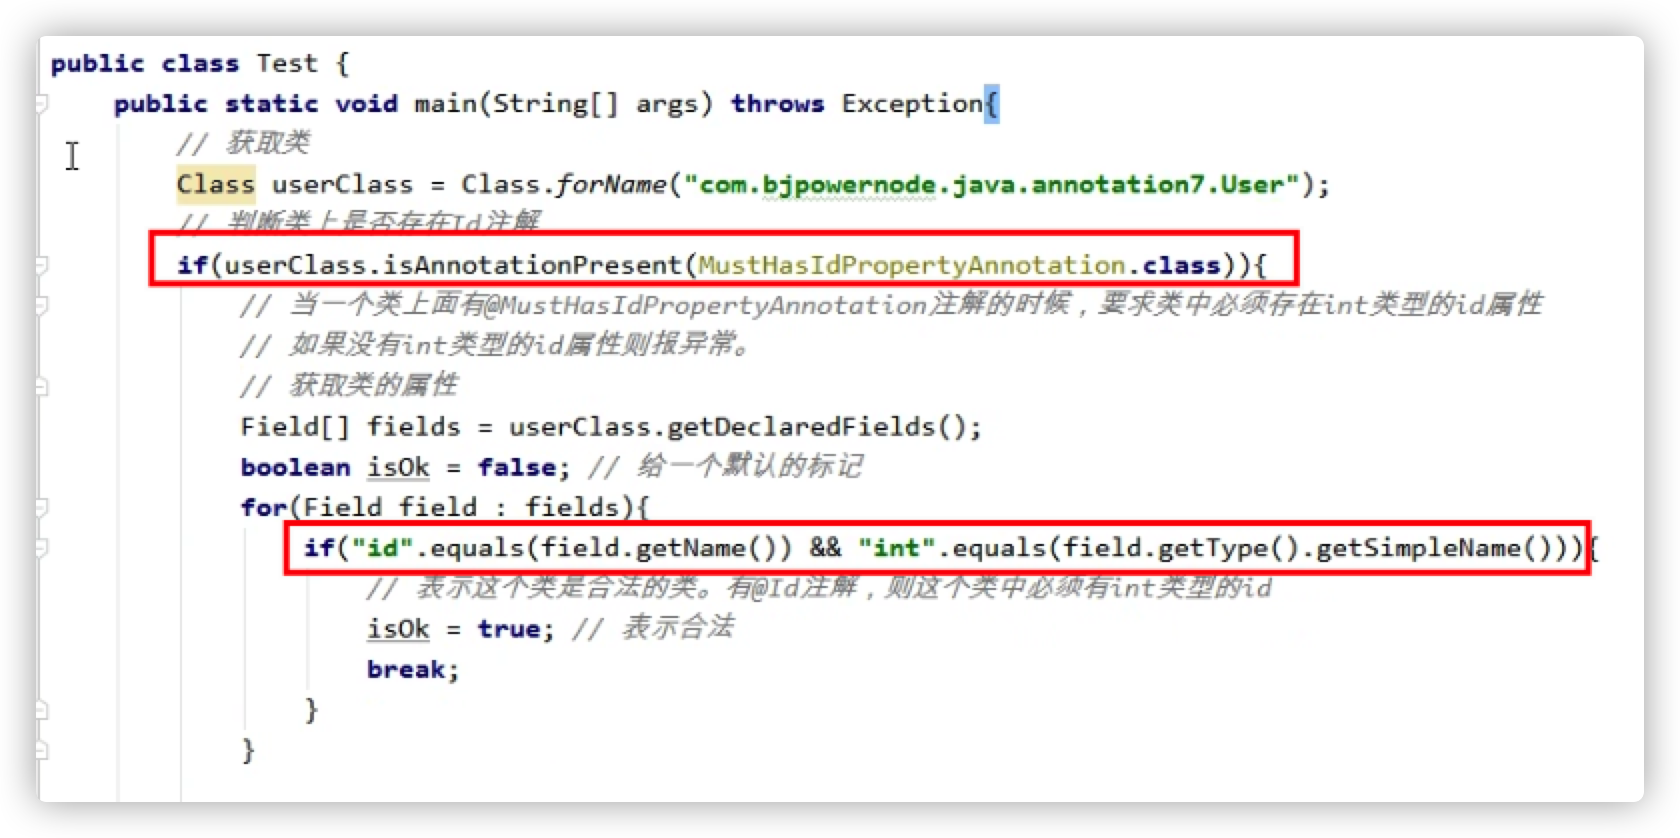 public class Test {
public static void main(String[] args) throws Exception{
// 获取类
Class userClass = Class.forName("com.bjpowernode.java.annotation7.User");
// 判断类上是否存在Id注解
if(userClass.isAnnotationPresent(MustHasIdPropertyAnnotation.class)){
// 当一个类上面有@MustHasIdPropertyAnnotation注解的时候，要求类中必须存在int类型的id属性
// 如果没有int类型的id属性则报异常。
// 获取类的属性
Field[] fields = userClass.getDeclaredFields();
boolean isOk = false; // 给一个默认的标记
for(Field field : fields){
if("id".equals(field.getName()) && "int".equals(field.getType().getSimpleName())){
// 表示这个类是合法的类。有@Id注解，则这个类中必须有int类型的id
isOk = true; // 表示合法
break;
}
}